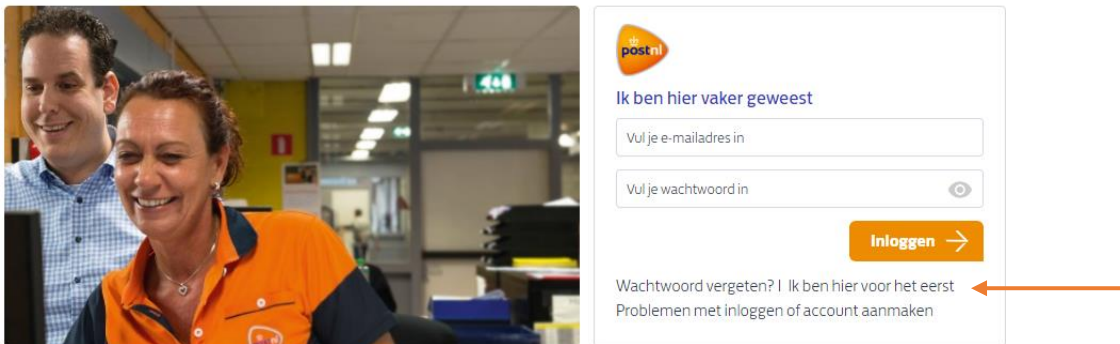 postnl
Ik ben hier vaker geweest
Vul je e-mailadres in
Vul je wachtwoord in
Inloggen
Wachtwoord vergeten? | Ik ben hier voor het eerst
Problemen met inloggen of account aanmaken